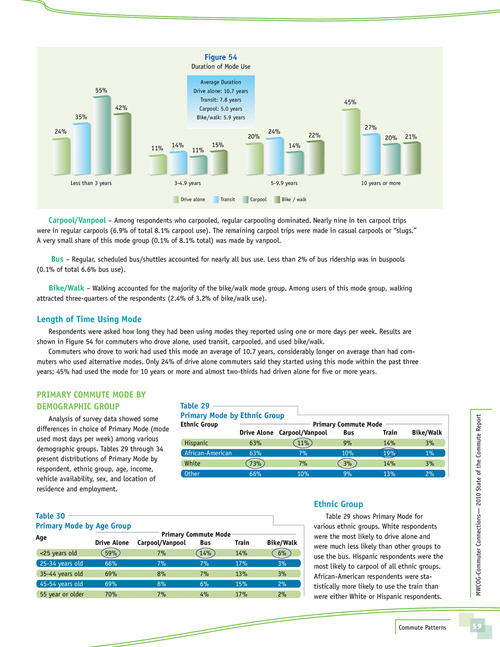 Figure 54
Duration of Mode Use
Average Duration
Drive alone: 10.7 years
Transit: 7.8 years
Carpool: 5.0 years
Bike/walk: 5.9 years
24%
35%
55%
42%
11%
14%
11%
15%
20%
24%
14%
22%
45%
27%
20%
21%
Less than 3 years
3-4.9 years
5-9.9 years
10 years or more
Drive alone
Transit
Carpool
Bike / walk
Carpool/Vanpool – Among respondents who carpooled, regular carpooling dominated. Nearly nine in ten carpool trips
were in regular carpools (6.9% of total 8.1% carpool use). The remaining carpool trips were made in casual carpools or “slugs.”
A very small share of this mode group (0.1% of 8.1% total) was made by vanpool.
Bus – Regular, scheduled bus/shuttles accounted for nearly all bus use. Less than 2% of bus ridership was in buspools
(0.1% of total 6.6% bus use).
Bike/Walk – Walking accounted for the majority of the bike/walk mode group. Among users of this mode group, walking
attracted three-quarters of the respondents (2.4% of 3.2% of bike/walk use).
Length of Time Using Mode
Respondents were asked how long they had been using modes they reported using one or more days per week. Results are
shown in Figure 54 for commuters who drove alone, used transit, carpooled, and used bike/walk.
Commuters who drove to work had used this mode an average of 10.7 years, considerably longer on average than had com-
muters who used alternative modes. Only 24% of drive alone commuters said they started using this mode within the past three
years; 45% had used the mode for 10 years or more and almost two-thirds had driven alone for five or more years.
PRIMARY COMMUTE MODE BY
DEMOGRAPHIC GROUP
Analysis of survey data showed some
differences in choice of Primary Mode (mode
used most days per week) among various
demographic groups. Tables 29 through 34
present distributions of Primary Mode by
respondent, ethnic group, age, income,
vehicle availability, sex, and location of
residence and employment.
Table 29
Primary Mode by Ethnic Group
Ethnic Group Primary Commute Mode
Drive Alone Carpool/Vanpool Bus Train Bike/Walk
Hispanic 63% 11% 9% 14% 3%
African-American 63% 7% 10% 19% 1%
White 73% 7% 3% 14% 3%
Other 66% 10% 9% 13% 2%
Table 30
Primary Mode by Age Group
Age Primary Commute Mode
Drive Alone Carpool/Vanpool Bus Train Bike/Walk
<25 years old 59% 7% 14% 14% 6%
25-34 years old 66% 7% 7% 17% 3%
35-44 years old 69% 8% 7% 13% 3%
45-54 years old 69% 8% 6% 15% 2%
55 year or older 70% 7% 4% 17% 2%
Ethnic Group
Table 29 shows Primary Mode for
various ethnic groups. White respondents
were the most likely to drive alone and
were much less likely than other groups to
use the bus. Hispanic respondents were the
most likely to carpool of all ethnic groups.
African-American respondents were sta-
tistically more likely to use the train than
were either White or Hispanic respondents.
MWCOG-Commuter Connections— 2010 State of the Commute Report
Commute Patterns
59